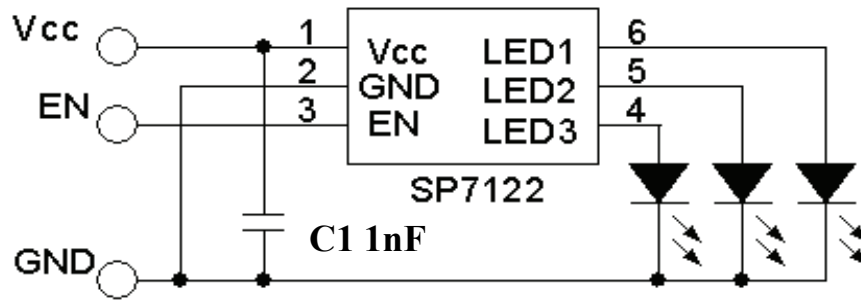 Vcc 1 Vcc LED1 6
2 GND LED2 5
EN 3 EN LED3 4
SP7122
C1 1nF
GND